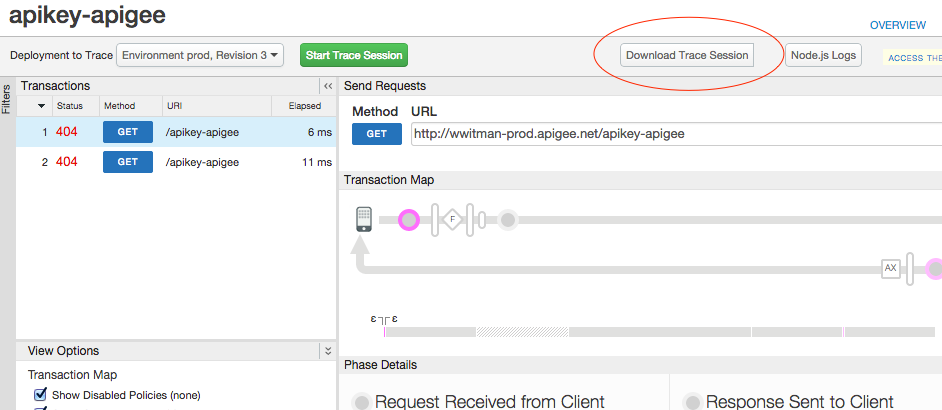 apikey-apigee
OVERVIEW
Deployment to Trace Environment prod, Revision 3 Start Trace Session Download Trace Session Node.js Logs ACCESS THE
Filters
Transactions
Status Method URI Elapsed
1 404 GET /apikey-apigee 6 ms
2 404 GET /apikey-apigee 11 ms
Send Requests
Method URL
GET http://wwitman-prod.apigee.net/apikey-apigee
Transaction Map
F
AX
ε ε
View Options
Transaction Map
Show Disabled Policies (none)
Phase Details
Request Received from Client
Response Sent to Client